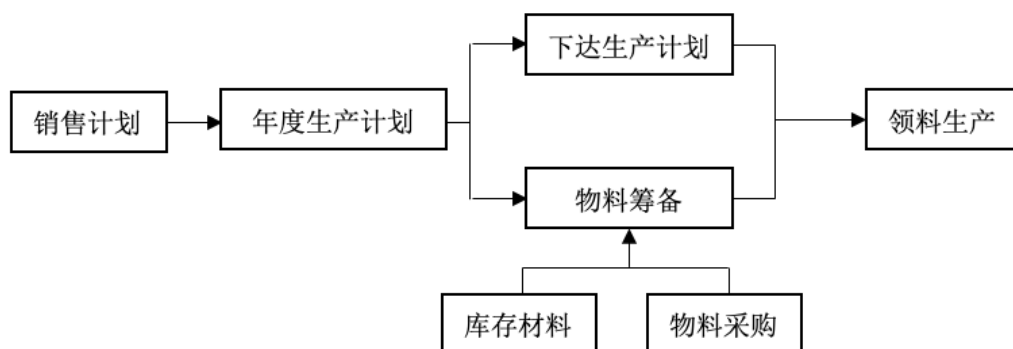 下达生产计划
销售计划
年度生产计划
领料生产
物料筹备
库存材料
物料采购